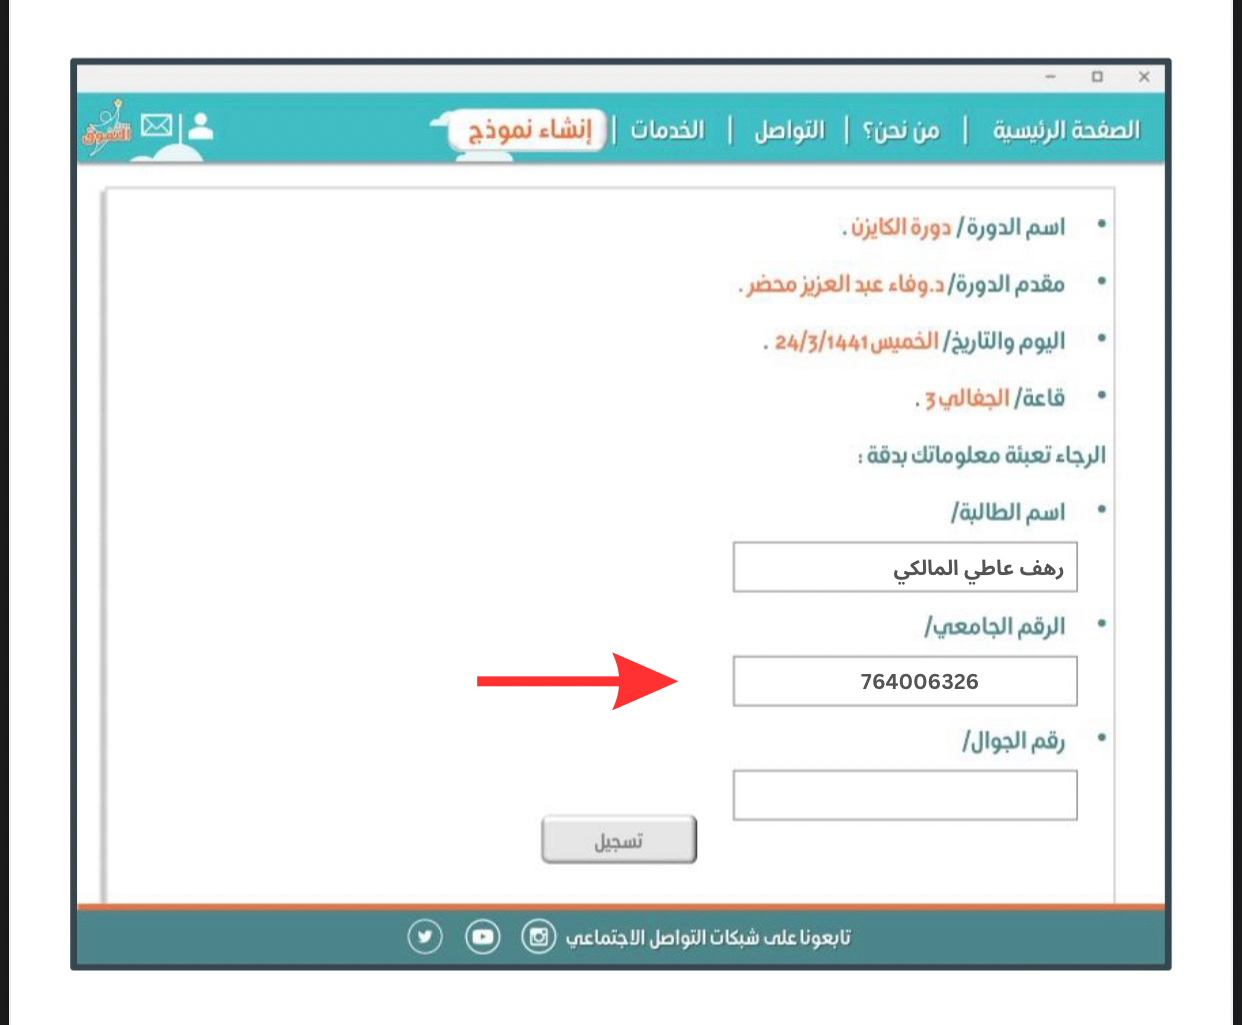 الصفحة الرئيسية | من نحن؟ | التواصل | الخدمات | إنشاء نموذج
التفوق
اسم الدورة/ دورة الكايزن .
مقدم الدورة/ د.وفاء عبد العزيز محضر .
اليوم والتاريخ/ الخميس 24/3/1441 .
قاعة/ الجفالي 3 .
الرجاء تعبئة معلوماتك بدقة :
اسم الطالبة/
رهف عاطي المالكي
الرقم الجامعي/
764006326
رقم الجوال/
تسجيل
تابعونا على شبكات التواصل الاجتماعي